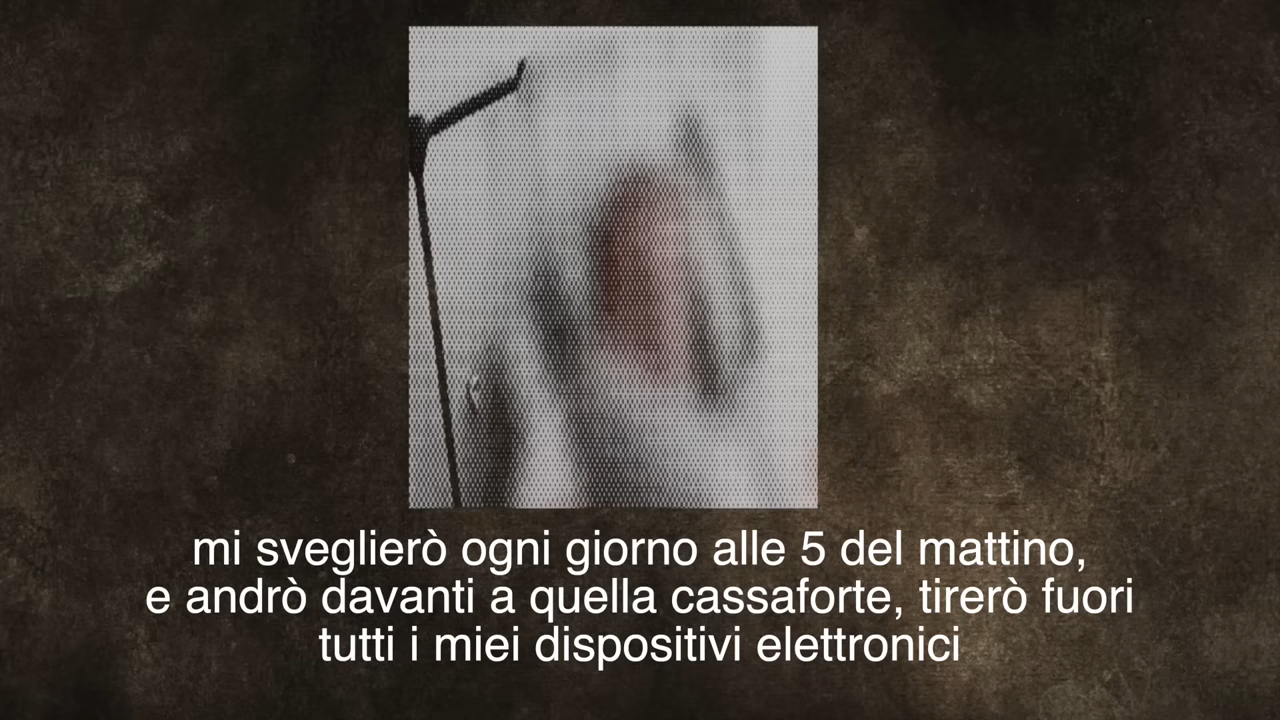 mi sveglierò ogni giorno alle 5 del mattino,
e andrò davanti a quella cassaforte, tirerò fuori
tutti i miei dispositivi elettronici